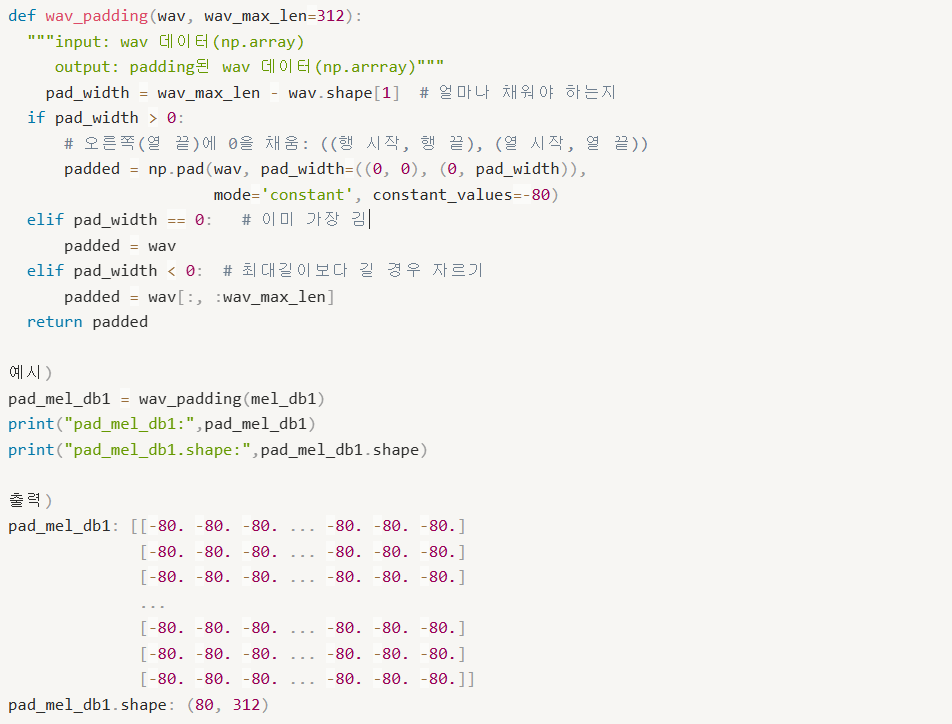 def wav_padding(wav, wav_max_len=312):
  """input: wav 데이터(np.array)
     output: padding된 wav 데이터(np.arrray)"""
    pad_width = wav_max_len - wav.shape[1]  # 얼마나 채워야 하는지
  if pad_width > 0:
      # 오른쪽(열 끝)에 0을 채움: ((행 시작, 행 끝), (열 시작, 열 끝))
      padded = np.pad(wav, pad_width=((0, 0), (0, pad_width)),
                      mode='constant', constant_values=-80)
  elif pad_width == 0:   # 이미 가장 김
      padded = wav
  elif pad_width < 0:  # 최대길이보다 길 경우 자르기
      padded = wav[:, :wav_max_len]
  return padded

예시)
pad_mel_db1 = wav_padding(mel_db1)
print("pad_mel_db1:",pad_mel_db1)
print("pad_mel_db1.shape:",pad_mel_db1.shape)

출력)
pad_mel_db1: [[-80. -80. -80. ... -80. -80. -80.]
              [-80. -80. -80. ... -80. -80. -80.]
              [-80. -80. -80. ... -80. -80. -80.]
              ...
              [-80. -80. -80. ... -80. -80. -80.]
              [-80. -80. -80. ... -80. -80. -80.]
              [-80. -80. -80. ... -80. -80. -80.]]
pad_mel_db1.shape: (80, 312)